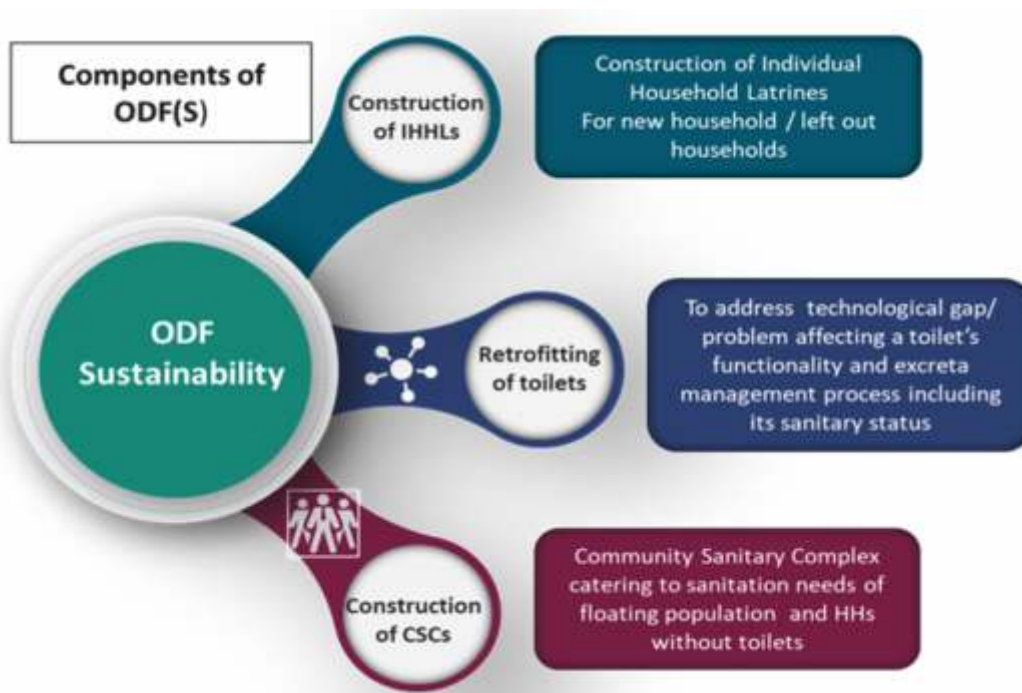 Components of
ODF(S)
Construction
of IHHLs
Construction of Individual
Household Latrines
For new household / left out
households
ODF
Sustainability
Retrofitting
of toilets
To address technological gap/
problem affecting a toilet's
functionality and excreta
management process including
its sanitary status
Construction
of CSCs
Community Sanitary Complex
catering to sanitation needs of
floating population and HHs
without toilets